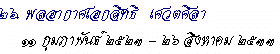 ๒๖ พลอากาศเอกสิทธิ เศวตศิลา
๑๑ กุมภาพันธ์ ๒๕๒๓ – ๒๖ สิงหาคม ๒๕๓๓